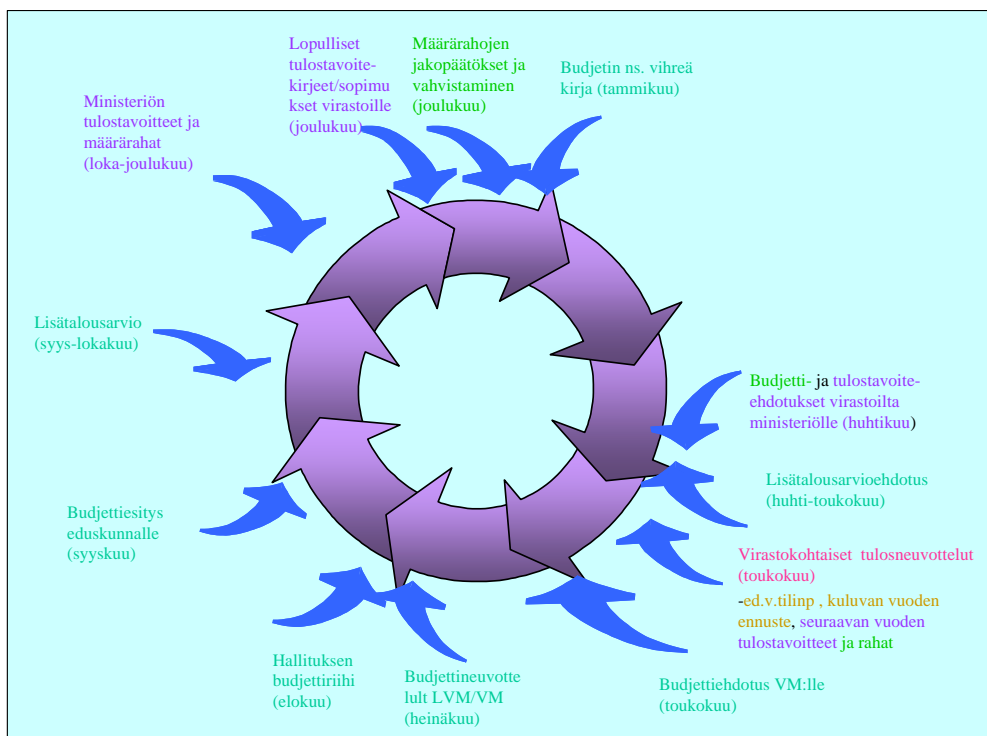 Lopulliset
tulostavoite-
kirjeet/sopimu
kset virastoille
(joulukuu)
Määrärahojen
jakopäätökset ja
vahvistaminen
(joulukuu)
Budjetin ns. vihreä
kirja (tammikuu)
Ministeriön
tulostavoitteet ja
määrärahat
(loka-joulukuu)
Lisätalousarvio
(syys-lokakuu)
Budjetti- ja tulostavoite-
ehdotukset virastoilta
ministeriölle (huhtikuu)
Lisätalousarvioehdotus
(huhti-toukokuu)
Budjettiesitys
eduskunnalle
(syyskuu)
Virastokohtaiset tulosneuvottelut
(toukokuu)
-ed.v.tilinp , kuluvan vuoden
ennuste, seuraavan vuoden
tulostavoitteet ja rahat
Hallituksen
budjettiriihi
(elokuu)
Budjettineuvotte
lult LVM/VM
(heinäkuu)
Budjettiehdotus VM:lle
(toukokuu)